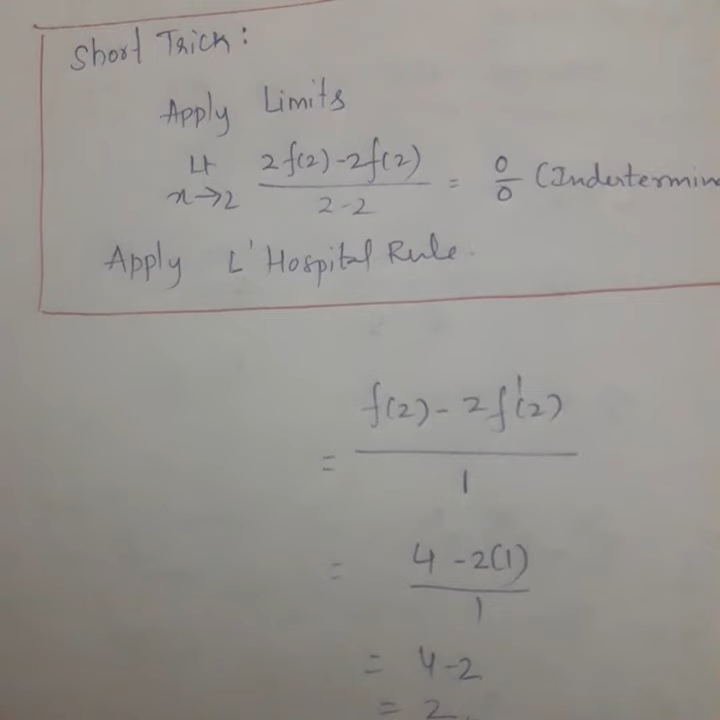 Short Trick:
Apply Limits
Lt x→2 2f(2)-2f(2) / 2-2 = 0/0 (Indetermin
Apply L' Hospital Rule.
= f(2) - 2f'(2) / 1
= 4 - 2(1) / 1
= 4-2
= 2.